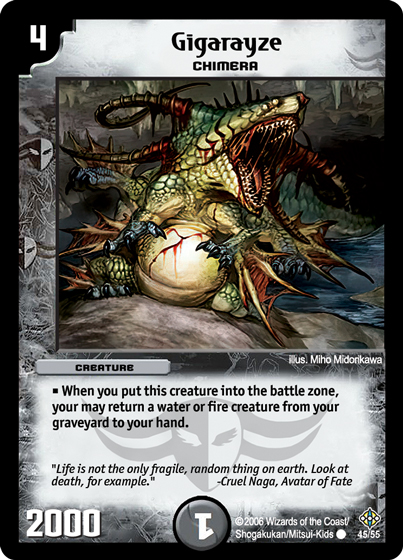 4
Gigarayze
CHIMERA
illus. Miho Midorikawa
CREATURE
▪ When you put this creature into the battle zone,
your may return a water or fire creature from your
graveyard to your hand.
"Life is not the only fragile, random thing on earth. Look at
death, for example." -Cruel Naga, Avatar of Fate
2000
1
©2006 Wizards of the Coast/
Shogakukan/Mitsui-Kids ● 45/55